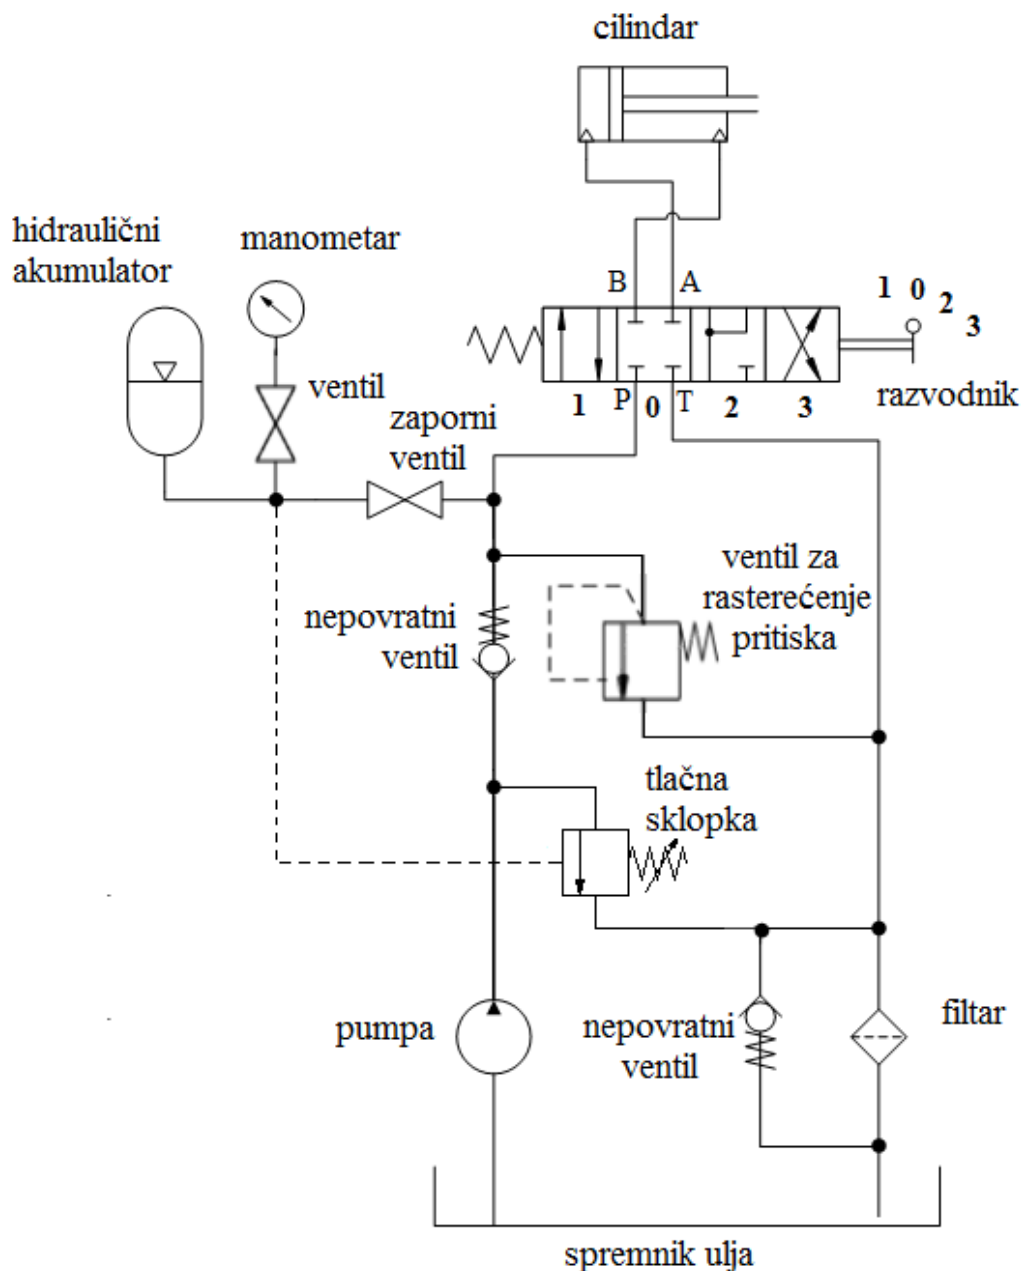 cilindar
hidraulični
akumulator
manometar
B A
1 0 2 3
ventil
1 P 0 T 2 3
razvodnik
zaporni
ventil
ventil za
rasterećenje
pritiska
nepovratni
ventil
tlačna
sklopka
pumpa
nepovratni
ventil
filtar
spremnik ulja